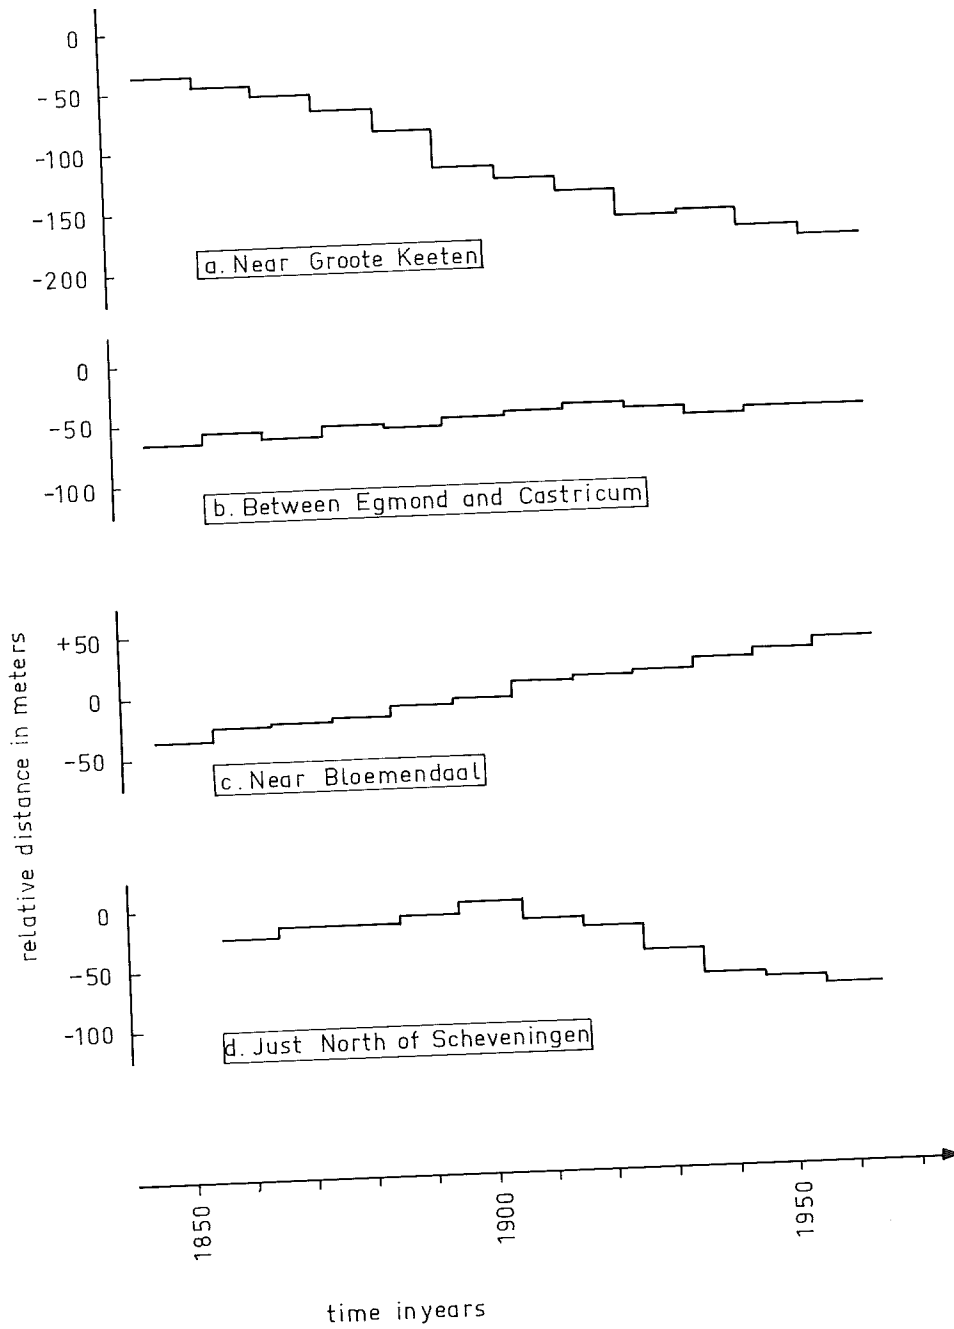 0
- 50
-100
-150
-200
a. Near Groote Keeten
0
-50
-100
b. Between Egmond and Castricum
+50
0
-50
c. Near Bloemendaal
0
-50
-100
d. Just North of Scheveningen
relative distance in meters
1850
1900
1950
time inyears